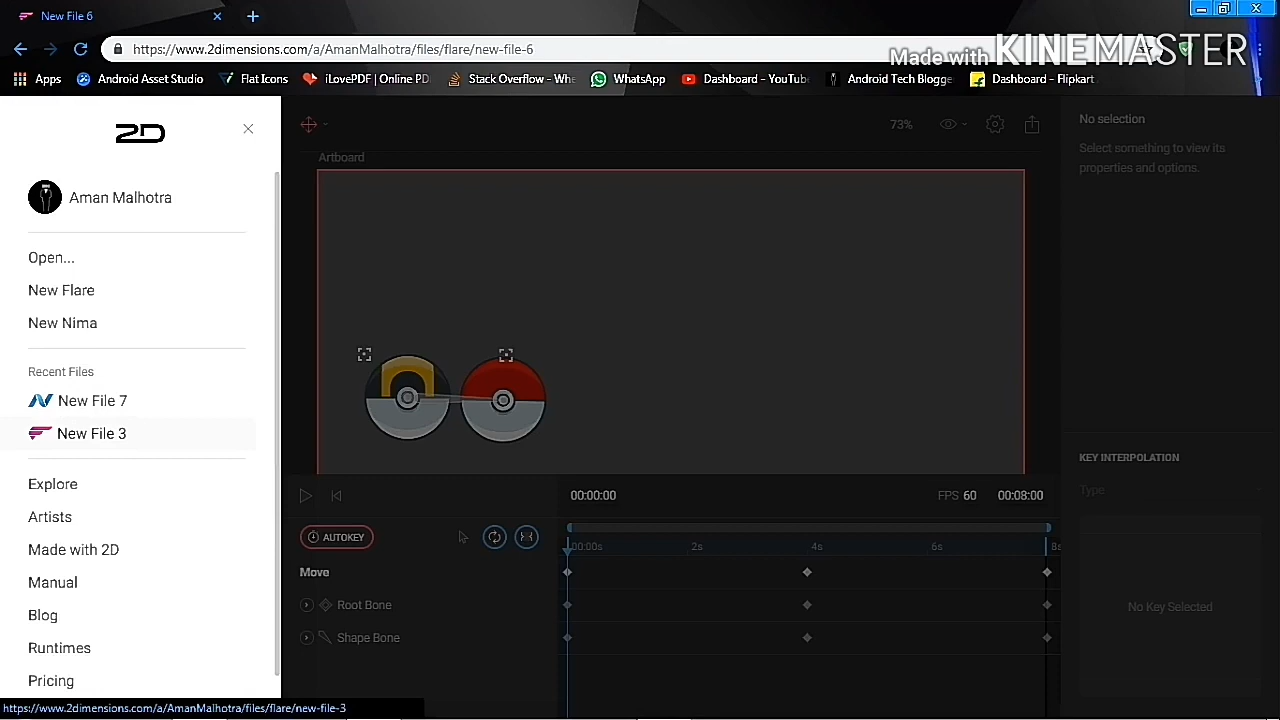 New File 6
https://www.2dimensions.com/a/AmanMalhotra/files/flare/new-file-6
Made with KINEMASTER
Apps Android Asset Studio Flat Icons iLovePDF | Online PD Stack Overflow - Whe WhatsApp Dashboard - YouTube Android Tech Blogge Dashboard - Flipkart
2D
Aman Malhotra
Open...
New Flare
New Nima
Recent Files
New File 7
New File 3
Explore
Artists
Made with 2D
Manual
Blog
Runtimes
Pricing
https://www.2dimensions.com/a/AmanMalhotra/files/flare/new-file-3
73%
Artboard
00:00:00 FPS 60 00:08:00
AUTOKEY
00:00s 2s 4s 6s 8s
Move
Root Bone
Shape Bone
No selection
Select something to view its
properties and options.
KEY INTERPOLATION
Type
No Key Selected